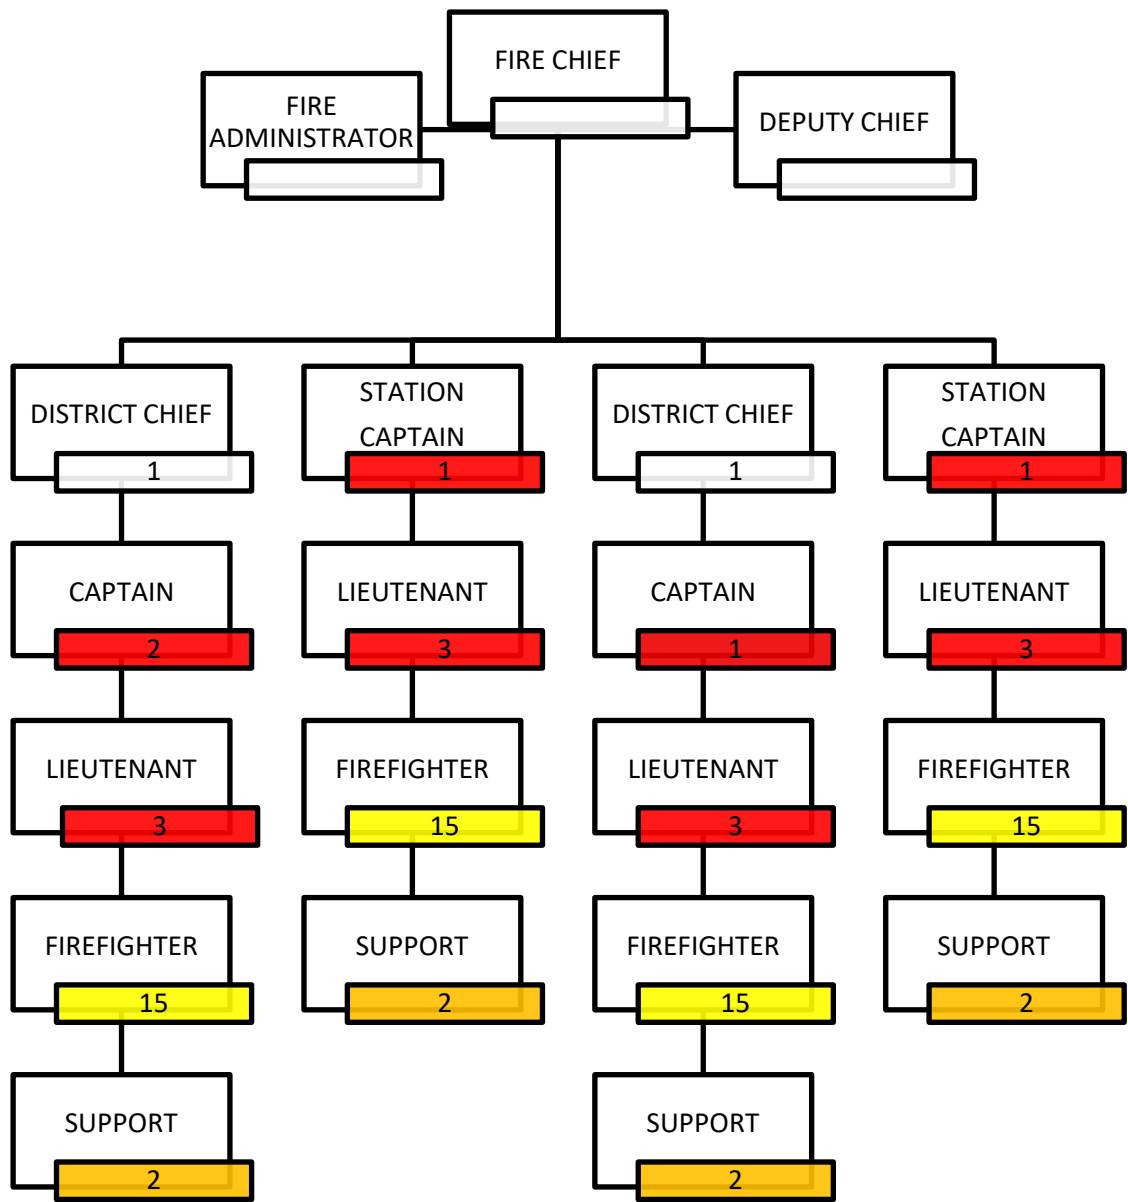 FIRE CHIEF
FIRE
ADMINISTRATOR
DEPUTY CHIEF
DISTRICT CHIEF
1
STATION
CAPTAIN
1
DISTRICT CHIEF
1
STATION
CAPTAIN
1
CAPTAIN
2
LIEUTENANT
3
CAPTAIN
1
LIEUTENANT
3
LIEUTENANT
3
FIREFIGHTER
15
LIEUTENANT
3
FIREFIGHTER
15
FIREFIGHTER
15
SUPPORT
2
FIREFIGHTER
15
SUPPORT
2
SUPPORT
2
SUPPORT
2